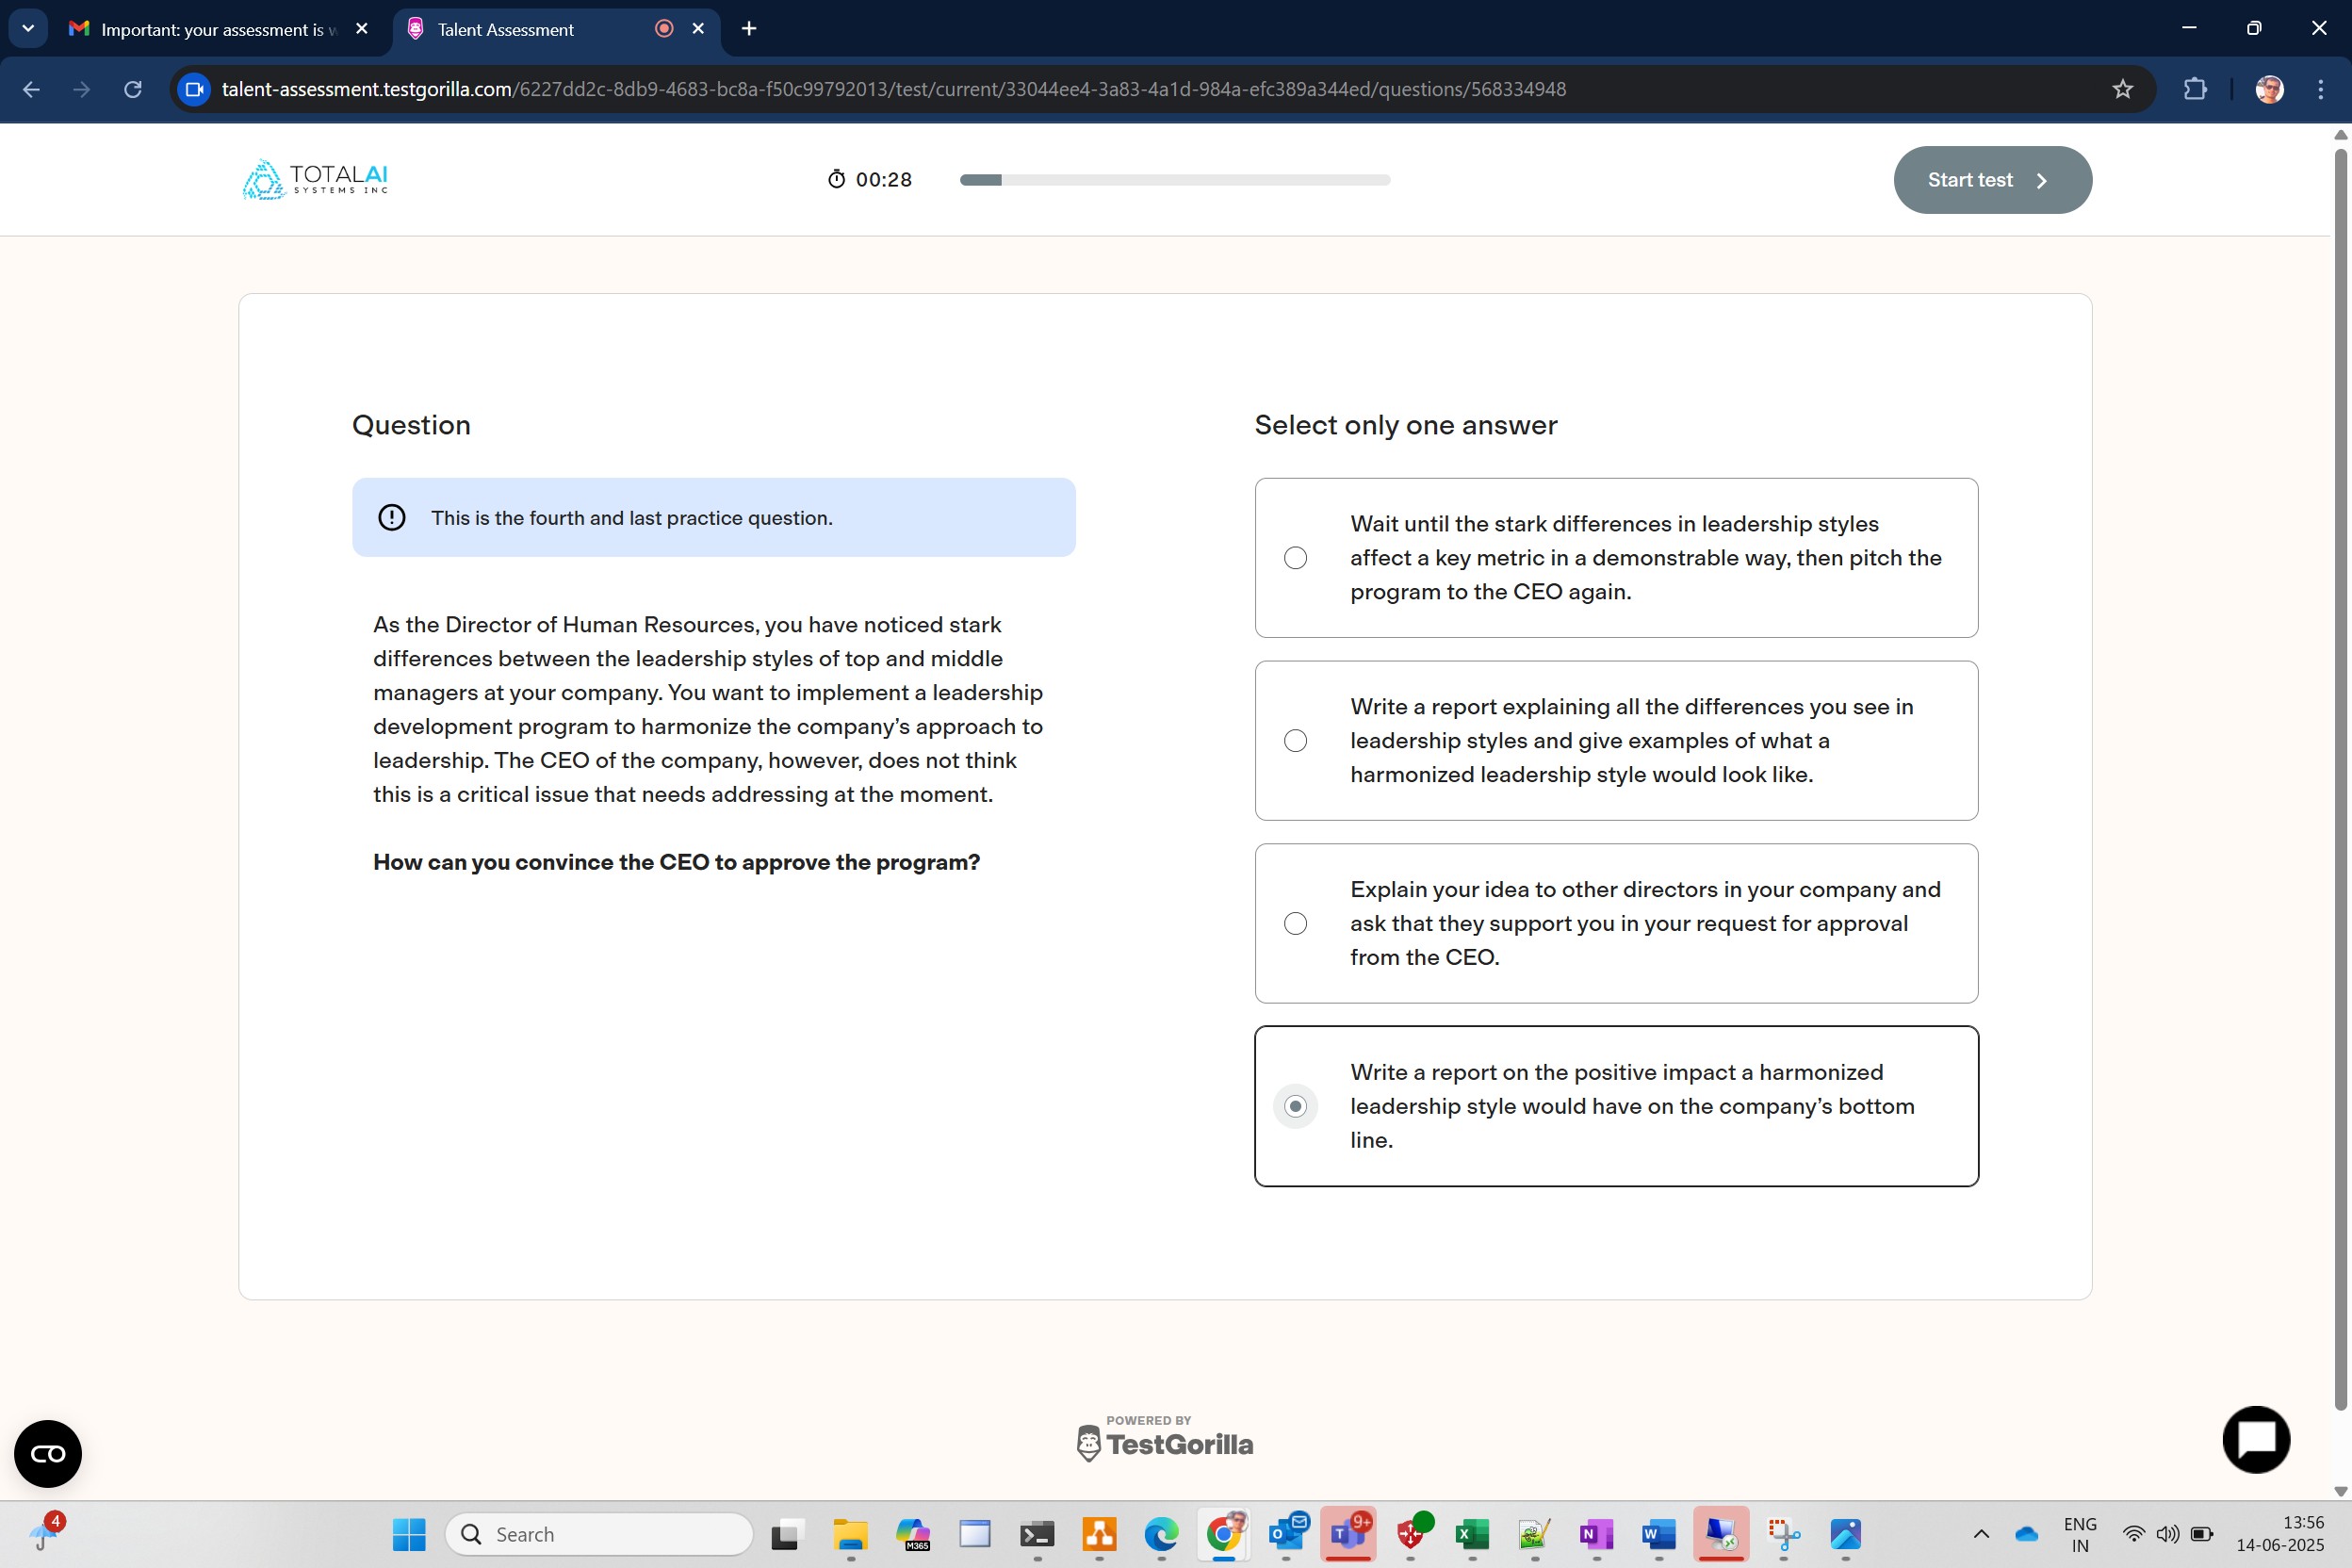 Important: your assessment is
Talent Assessment
talent-assessment.testgorilla.com/6227dd2c-8db9-4683-bc8a-f50c99792013/test/current/33044ee4-3a83-4a1d-984a-efc389a344ed/questions/568334948
TOTALAI
SYSTEMS INC
00:28
Start test
Question
This is the fourth and last practice question.
As the Director of Human Resources, you have noticed stark
differences between the leadership styles of top and middle
managers at your company. You want to implement a leadership
development program to harmonize the company's approach to
leadership. The CEO of the company, however, does not think
this is a critical issue that needs addressing at the moment.
How can you convince the CEO to approve the program?
Select only one answer
Wait until the stark differences in leadership styles
affect a key metric in a demonstrable way, then pitch the
program to the CEO again.
Write a report explaining all the differences you see in
leadership styles and give examples of what a
harmonized leadership style would look like.
Explain your idea to other directors in your company and
ask that they support you in your request for approval
from the CEO.
Write a report on the positive impact a harmonized
leadership style would have on the company's bottom
line.
POWERED BY
TestGorilla
4
Search
M365
9+
ENG
IN
13:56
14-06-2025